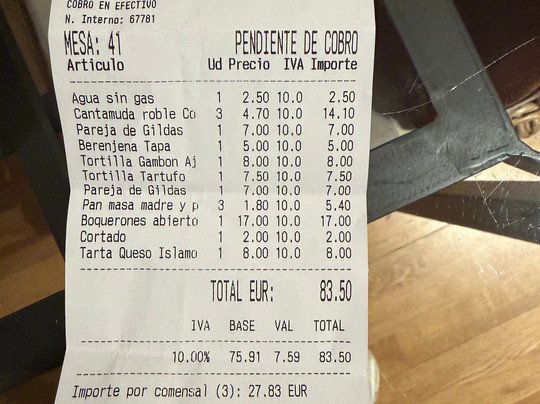 COBRO EN EFECTIVO
N. Interno: 67781
MESA: 41 PENDIENTE DE COBRO
Articulo Ud Precio IVA Importe
Agua sin gas 1 2.50 10.0 2.50
Cantamuda roble Co 3 4.70 10.0 14.10
Pareja de Gildas 1 7.00 10.0 7.00
Berenjena Tapa 1 5.00 10.0 5.00
Tortilla Gambon Aj 1 8.00 10.0 8.00
Tortilla Tartufo 1 7.50 10.0 7.50
Pareja de Gildas 1 7.00 10.0 7.00
Pan masa madre y p 3 1.80 10.0 5.40
Boquerones abierto 1 17.00 10.0 17.00
Cortado 1 2.00 10.0 2.00
Tarta Queso Islamo 1 8.00 10.0 8.00
TOTAL EUR: 83.50
IVA BASE VAL TOTAL
10.00% 75.91 7.59 83.50
Importe por comensal (3): 27.83 EUR